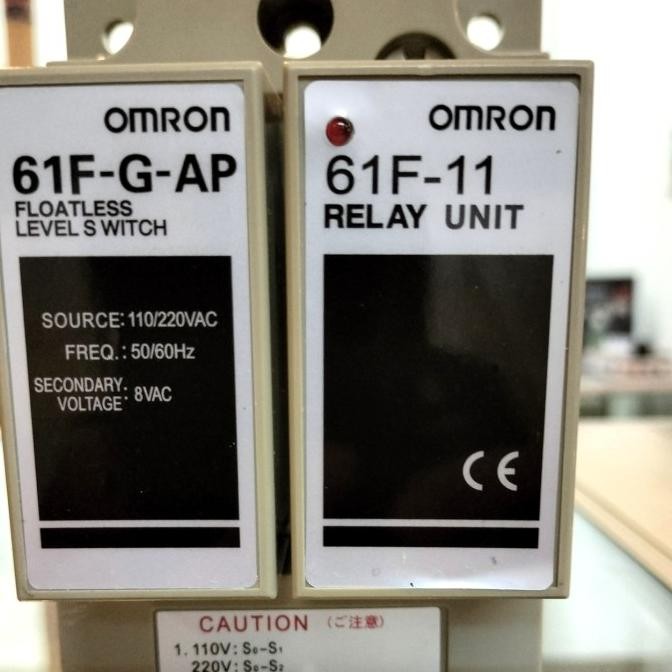 OMRON
61F-G-AP
FLOATLESS
LEVEL S WITCH
SOURCE: 110/220VAC
FREQ.: 50/60Hz
SECONDARY
VOLTAGE : 8VAC
OMRON
61F-11
RELAY UNIT
CE
CAUTION (ご注意)
1. 110V: S₀-S₁
220V: S₀-S₂